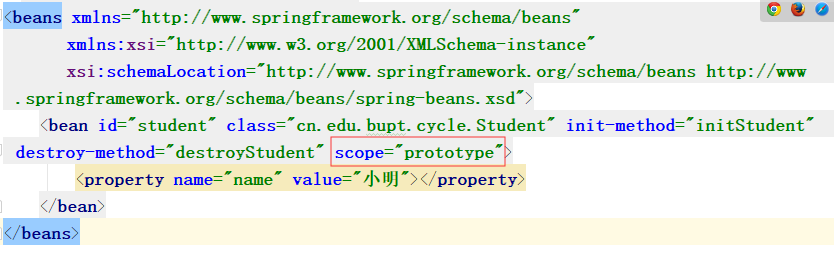 <beans xmlns="http://www.springframework.org/schema/beans"
xmlns:xsi="http://www.w3.org/2001/XMLSchema-instance"
xsi:schemaLocation="http://www.springframework.org/schema/beans http://www
.springframework.org/schema/beans/spring-beans.xsd">
<bean id="student" class="cn.edu.bupt.cycle.Student" init-method="initStudent"
destroy-method="destroyStudent" scope="prototype">
<property name="name" value="小明"></property>
</bean>
</beans>